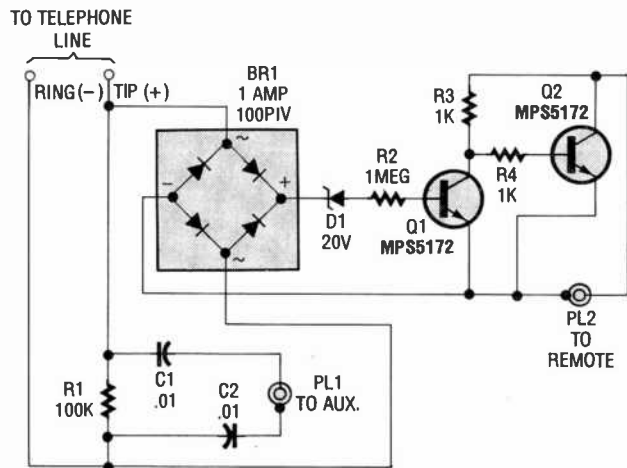 TO TELEPHONE
LINE
RING(−)
TIP (+)
BR1
1 AMP
100PIV
~
−
+
~
D1
20V
R2
1MEG
R3
1K
R4
1K
Q1
MPS5172
Q2
MPS5172
PL2
TO
REMOTE
R1
100K
C1
.01
C2
.01
PL1
TO AUX.